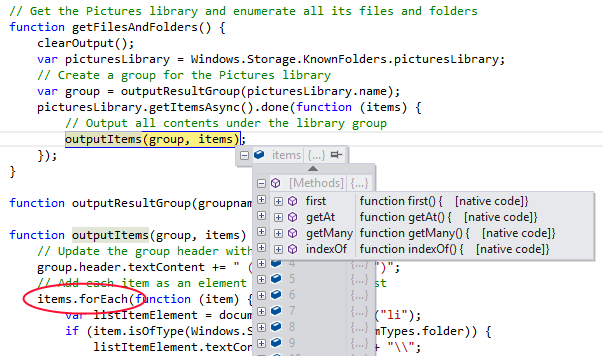 // Get the Pictures library and enumerate all its files and folders
function getFilesAndFolders() {
clearOutput();
var picturesLibrary = Windows.Storage.KnownFolders.picturesLibrary;
// Create a group for the Pictures library
var group = outputResultGroup(picturesLibrary.name);
picturesLibrary.getItemsAsync().done(function (items) {
// Output all contents under the library group
outputItems(group, items);
});
items {...}
}
[Methods] {...}
function outputResultGroup(groupname
first function first() { [native code]}
getAt function getAt() { [native code]}
getMany function getMany() { [native code]}
indexOf function indexOf() { [native code]}
function outputItems(group, items)
// Update the group header with
group.header.textContent += " ( )";
// Add each item as an element st
items.forEach(function (item) {
var listItemElement = docum ("li");
if (item.isOfType(Windows.S mTypes.folder)) {
listItemElement.textCon + "\\";
4 {...}
5 {...}
6 {...}
7 {...}
8 {...}
9 {...}